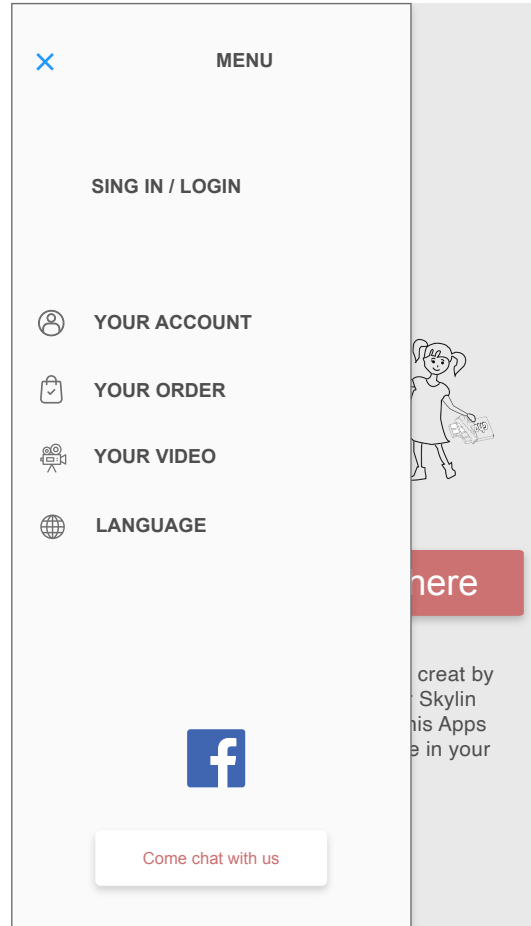 MENU
SING IN / LOGIN
YOUR ACCOUNT
YOUR ORDER
YOUR VIDEO
LANGUAGE
here
creat by
Skylin
his Apps
e in your
Come chat with us